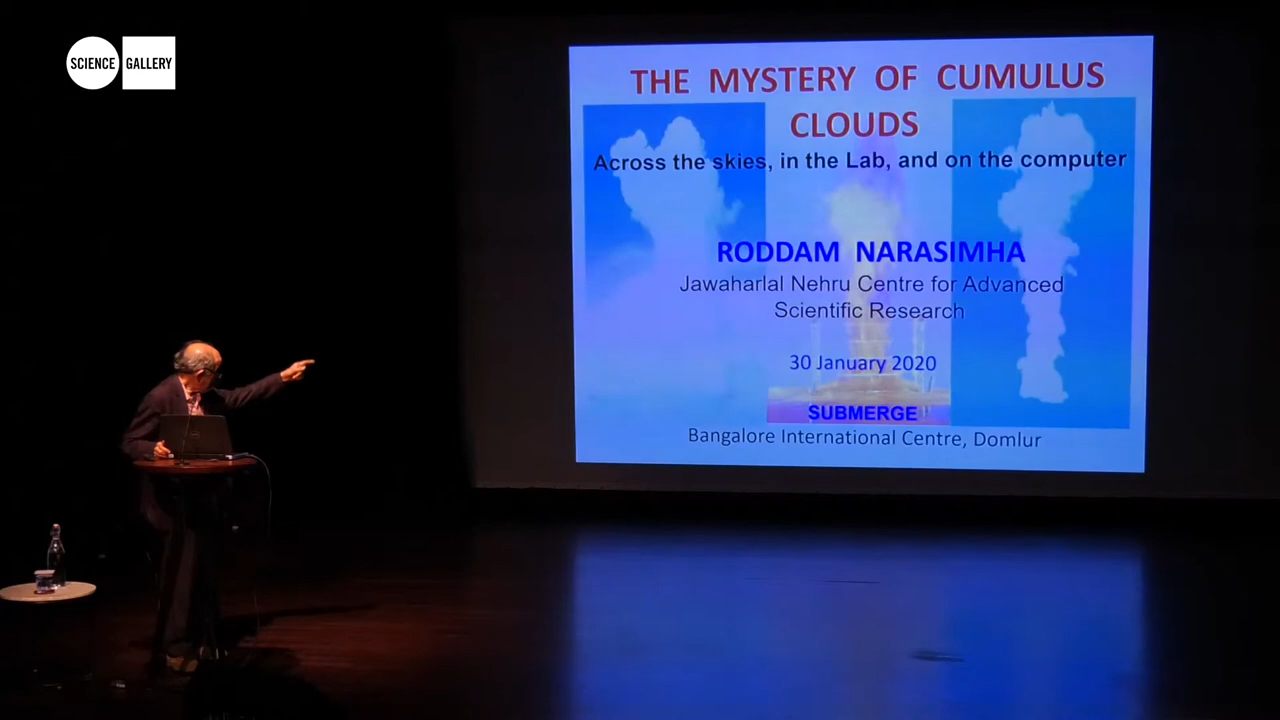 SCIENCE GALLERY
THE MYSTERY OF CUMULUS
CLOUDS
Across the skies, in the Lab, and on the computer
RODDAM NARASIMHA
Jawaharlal Nehru Centre for Advanced
Scientific Research
30 January 2020
SUBMERGE
Bangalore International Centre, Domlur